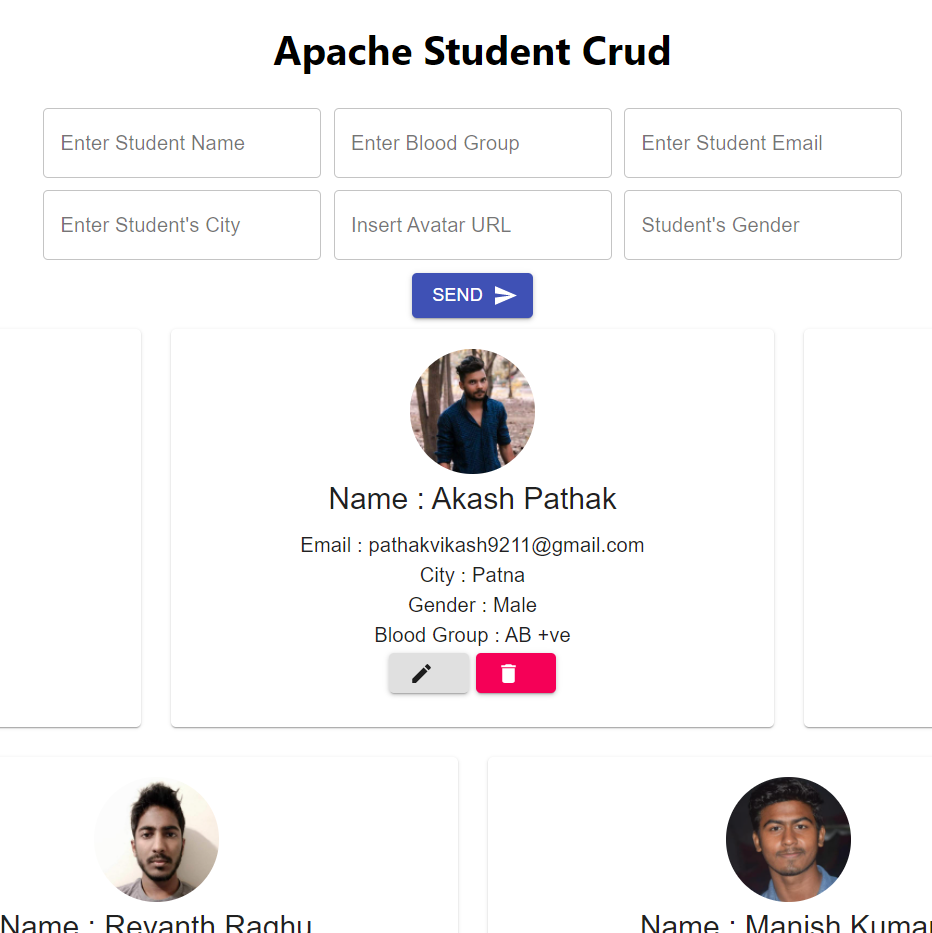 Apache Student Crud
Enter Student Name
Enter Blood Group
Enter Student Email
Enter Student's City
Insert Avatar URL
Student's Gender
SEND
Name : Akash Pathak
Email : pathakvikash9211@gmail.com
City : Patna
Gender : Male
Blood Group : AB +ve
Name : Revanth Raghu
Name : Manish Kumar